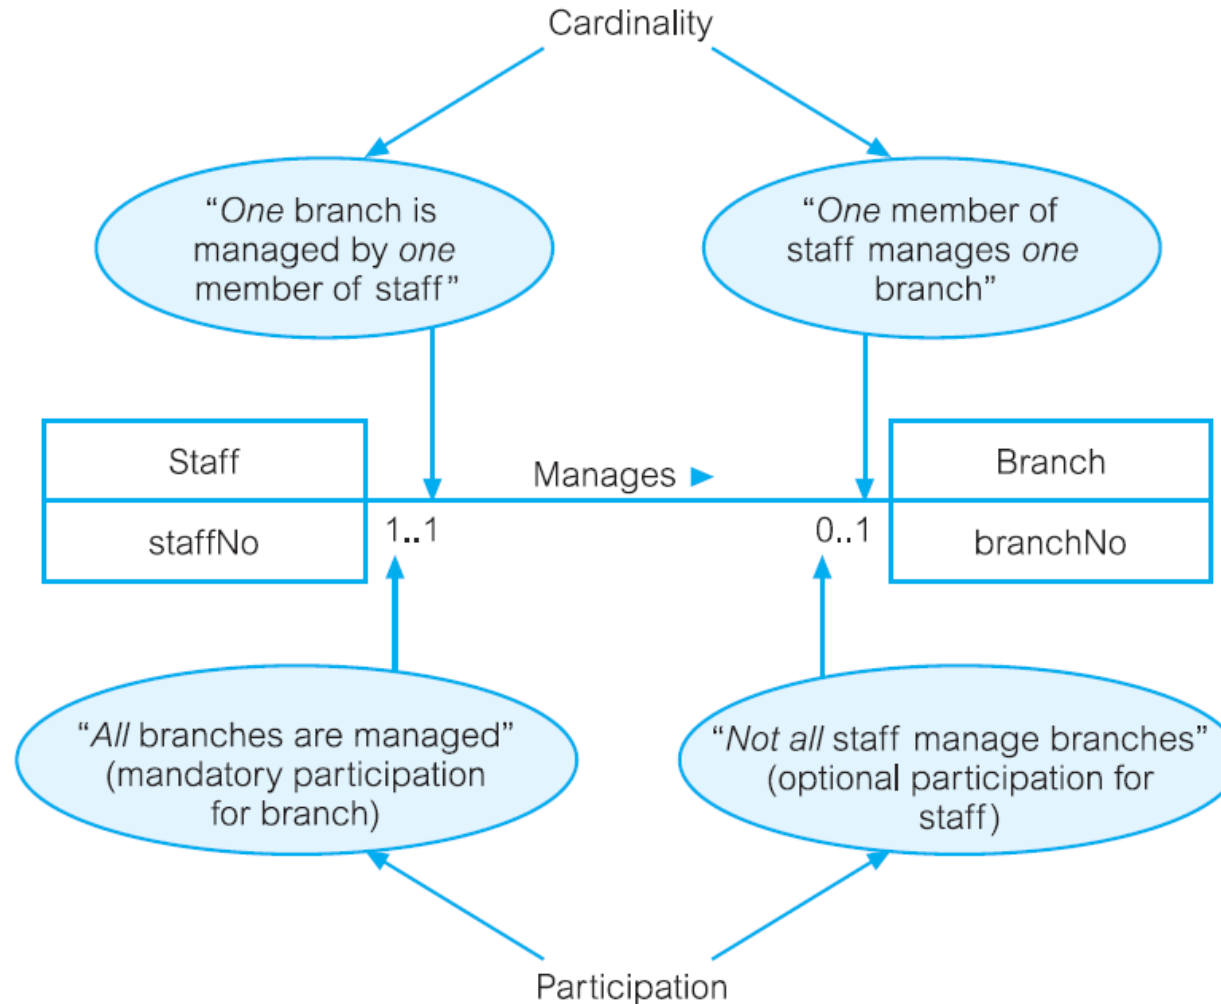 Cardinality
“One branch is
managed by one
member of staff”
“One member of
staff manages one
branch”
Staff
Manages ►
Branch
staffNo
1..1
0..1
branchNo
“All branches are managed”
(mandatory participation
for branch)
“Not all staff manage branches”
(optional participation for
staff)
Participation